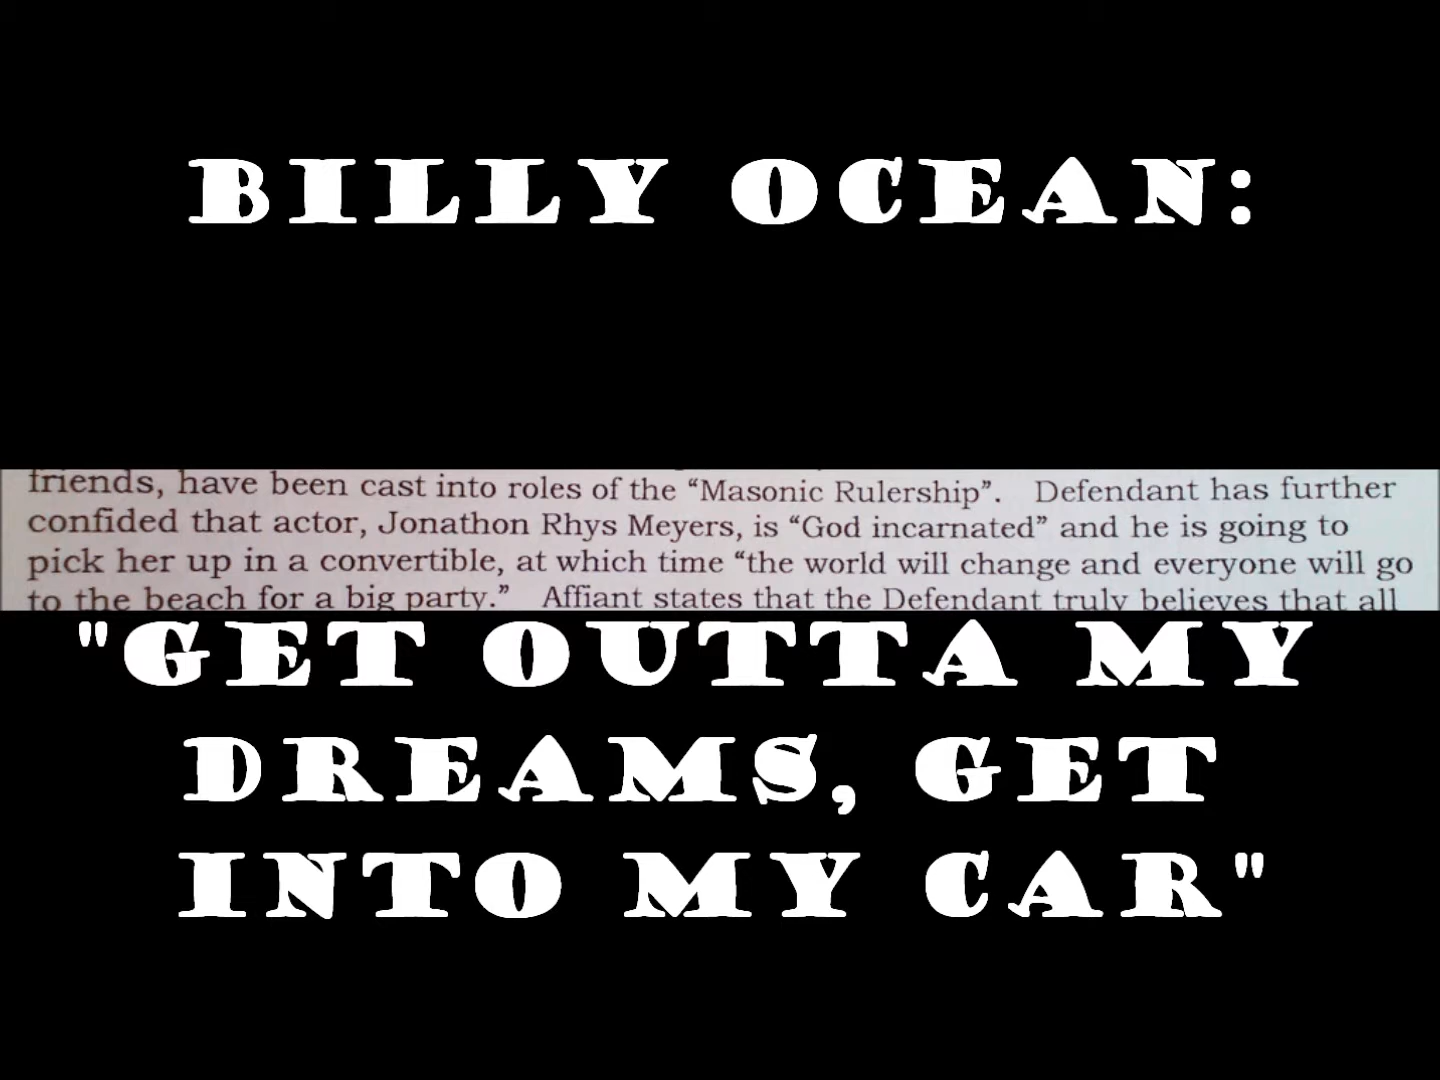 BILLY OCEAN:
friends, have been cast into roles of the “Masonic Rulership”. Defendant has further
confided that actor, Jonathon Rhys Meyers, is “God incarnated” and he is going to
pick her up in a convertible, at which time “the world will change and everyone will go
to the beach for a big party.” Affiant states that the Defendant truly believes that all
"GET OUTTA MY
DREAMS, GET
INTO MY CAR"